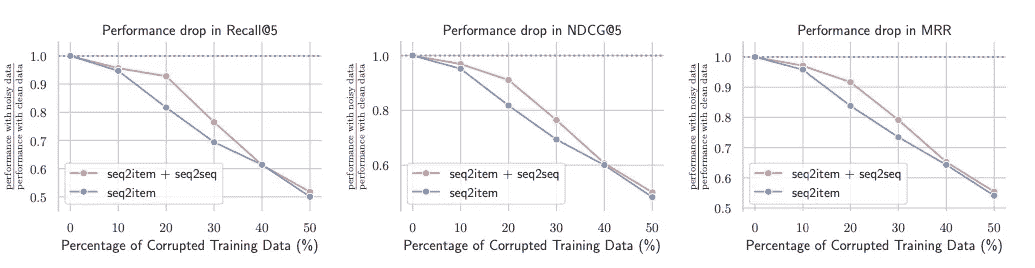 Performance drop in Recall@5
performance with noisy data
performance with clean data
1.0
0.9
0.8
0.7
0.6
0.5
seq2item + seq2seq
seq2item
0 10 20 30 40 50
Percentage of Corrupted Training Data (%)
Performance drop in NDCG@5
performance with noisy data
performance with clean data
1.0
0.8
0.6
seq2item + seq2seq
seq2item
0 10 20 30 40 50
Percentage of Corrupted Training Data (%)
Performance drop in MRR
performance with noisy data
performance with clean data
1.0
0.9
0.8
0.7
0.6
0.5
seq2item + seq2seq
seq2item
0 10 20 30 40 50
Percentage of Corrupted Training Data (%)